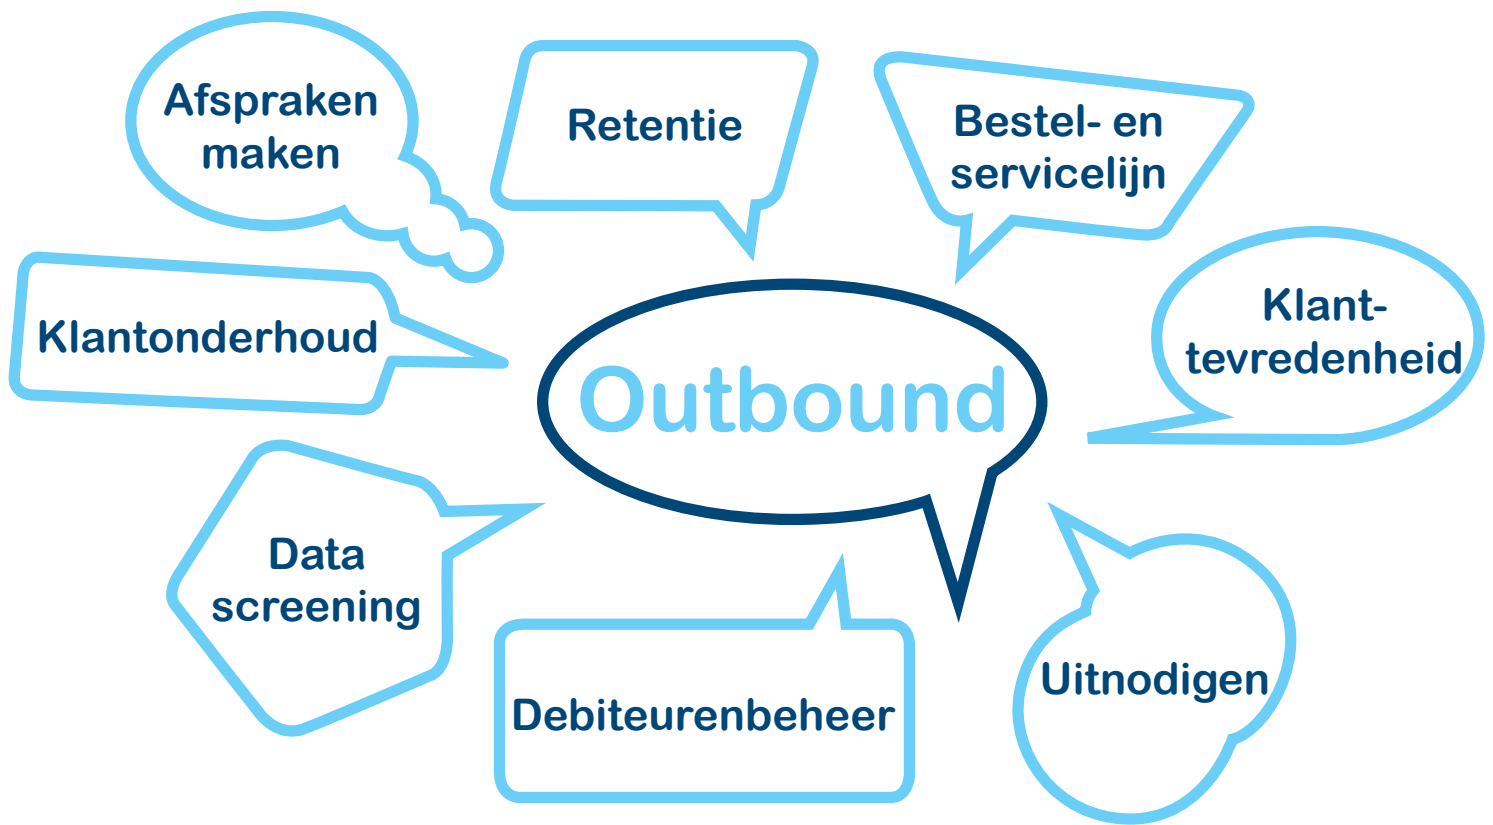 Afspraken
maken
Retentie
Bestel- en
servicelijn
Klantonderhoud
Klant-
tevredenheid
Outbound
Data
screening
Debiteurenbeheer
Uitnodigen